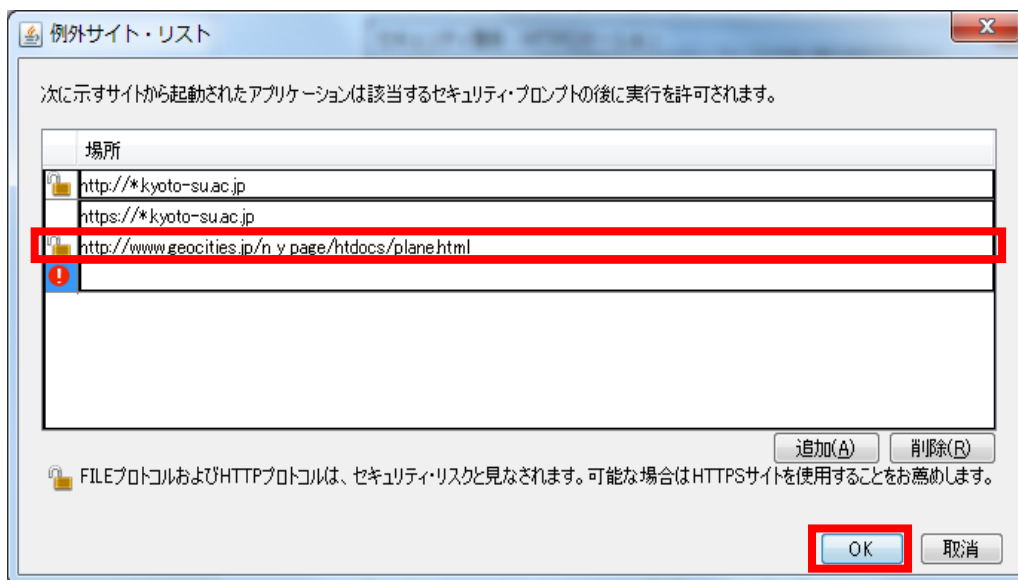 例外サイト・リスト
次に示すサイトから起動されたアプリケーションは該当するセキュリティ・プロンプトの後に実行を許可されます。
場所
http://*.kyoto-su.ac.jp
https://*.kyoto-su.ac.jp
http://www.geocities.jp/n_y_page/htdocs/plane.html
追加(A)
削除(R)
FILEプロトコルおよびHTTPプロトコルは、セキュリティ・リスクと見なされます。可能な場合はHTTPSサイトを使用することをお薦めします。
OK
取消